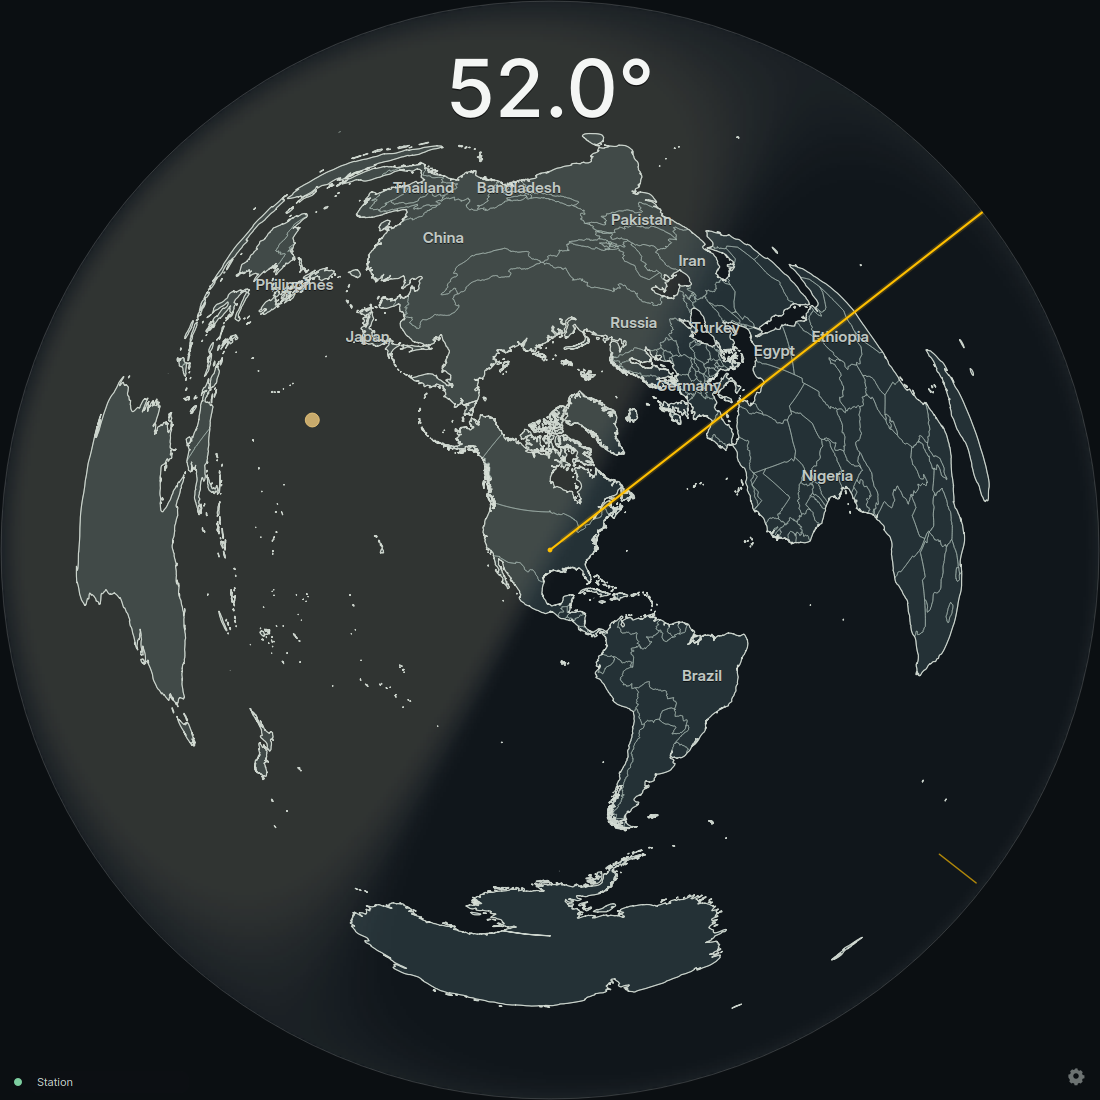 52.0°
Thailand
Bangladesh
Pakistan
China
Iran
Philippines
Russia
Turkey
Japan
Ethiopia
Egypt
Germany
Nigeria
Brazil
Station